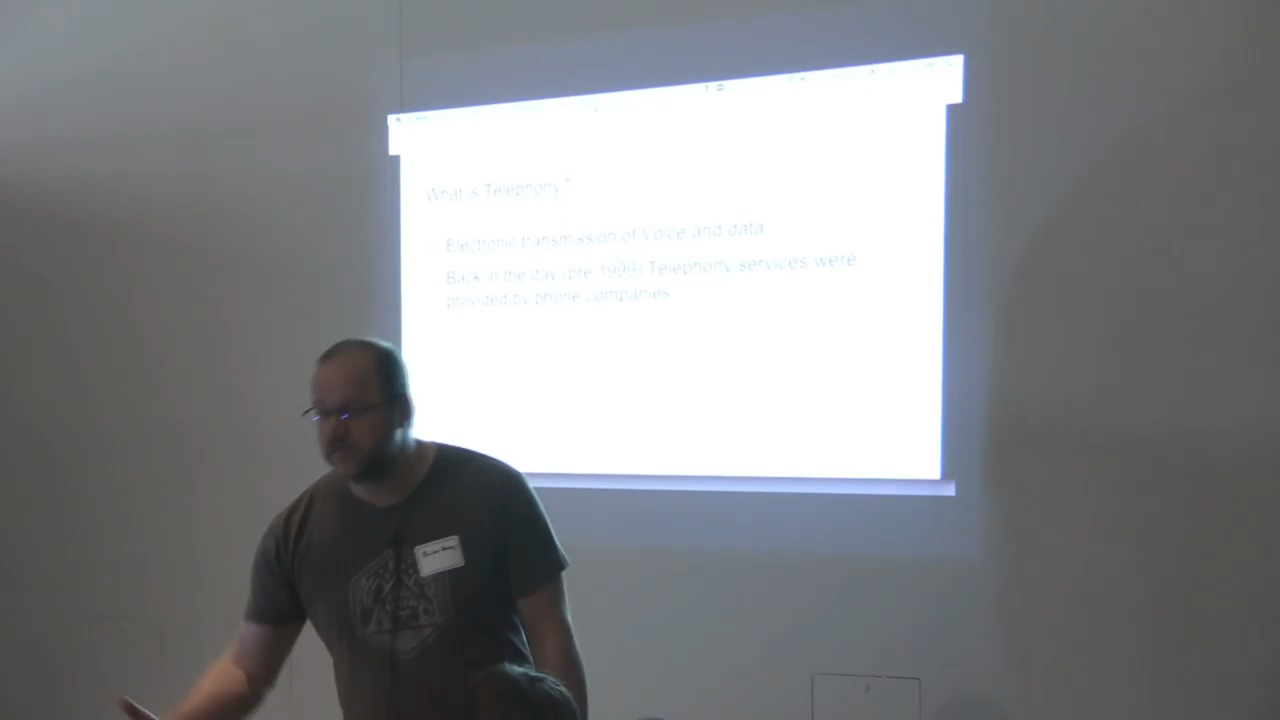 What is Telephony?
Electronic transmission of Voice and data
Back in the day (pre 1999) Telephony services were
provided by phone companies